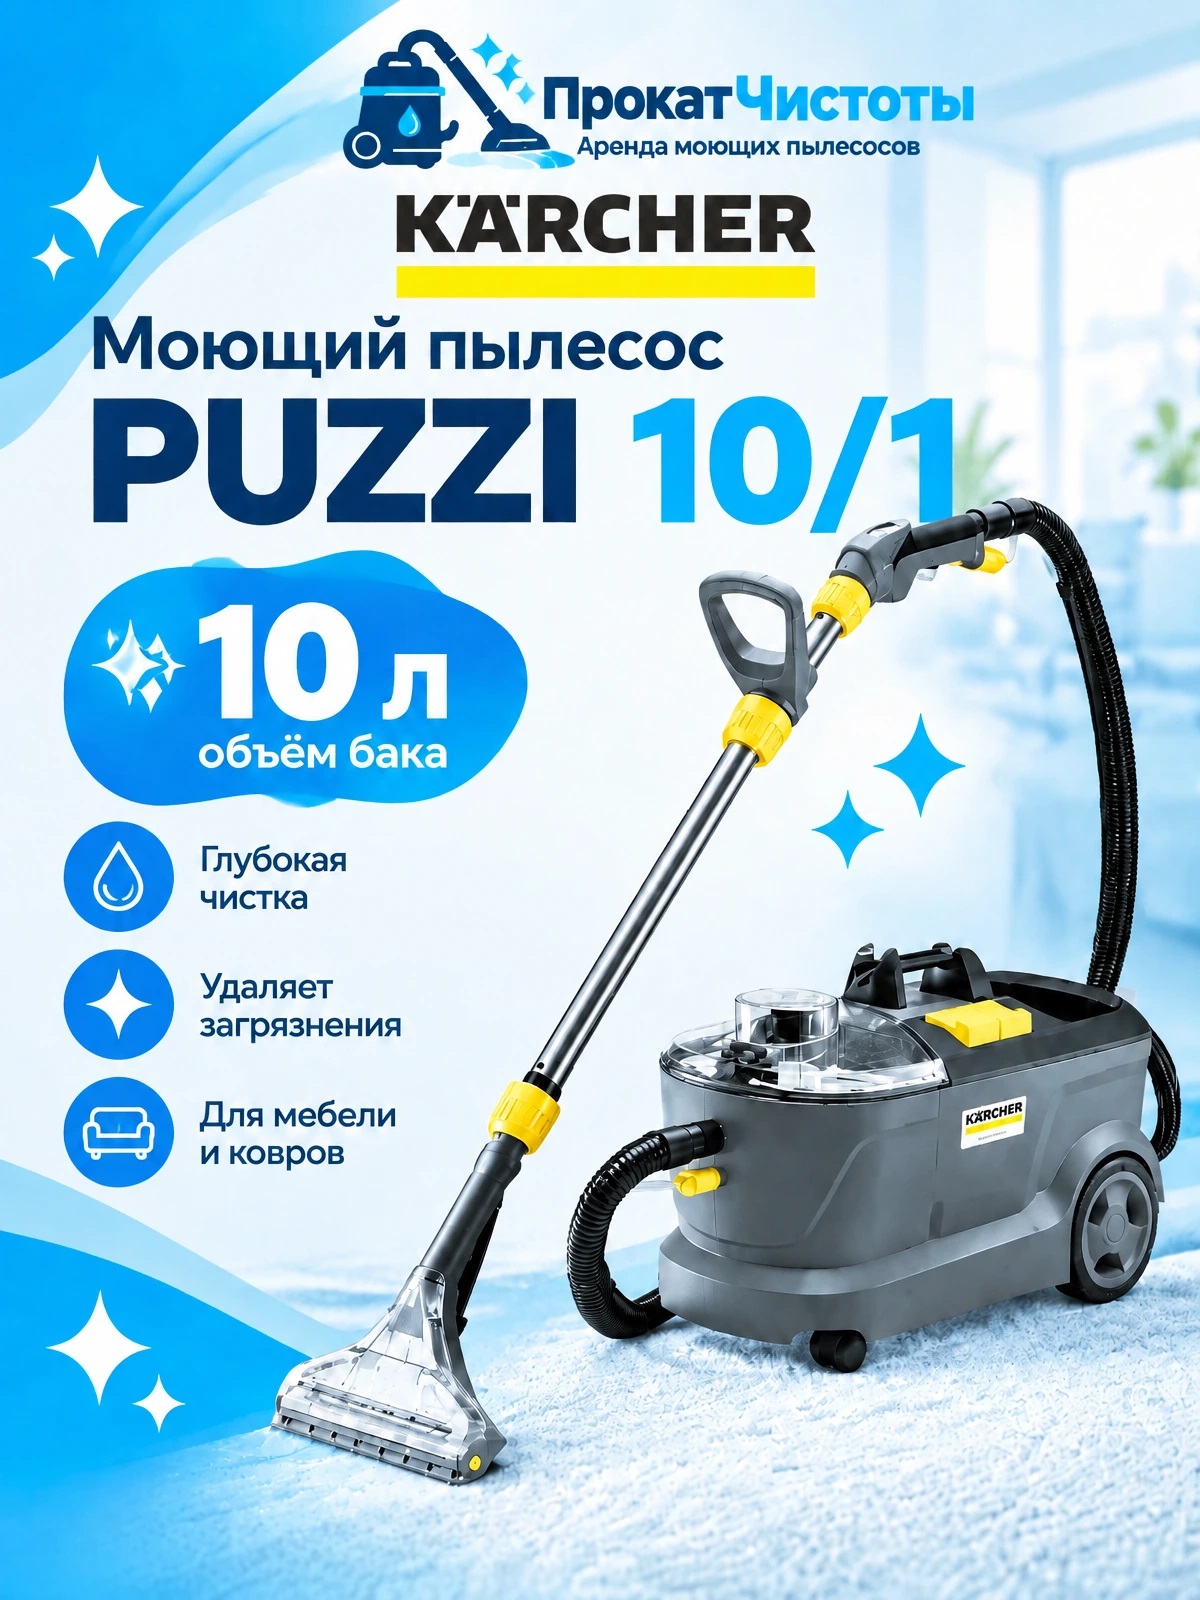 ПрокатЧистоты
Аренда моющих пылесосов
KÄRCHER
Моющий пылесос
PUZZI 10/1
10 л
объём бака
Глубокая
чистка
Удаляет
загрязнения
Для мебели
и ковров
KÄRCHER